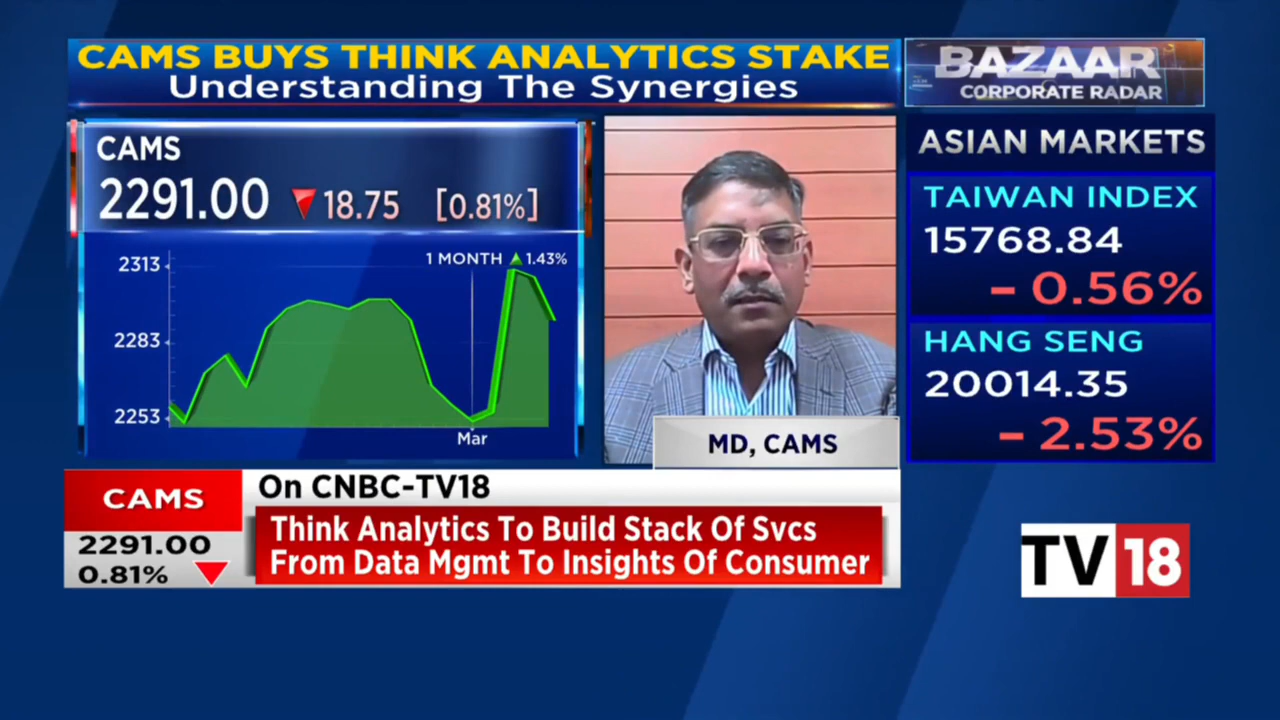 CAMS BUYS THINK ANALYTICS STAKE
Understanding The Synergies
BAZAAR
CORPORATE RADAR
CAMS
2291.00 ▼ 18.75 [0.81%]
1 MONTH ▲ 1.43%
2313
2283
2253
Mar
MD, CAMS
ASIAN MARKETS
TAIWAN INDEX
15768.84
- 0.56%
HANG SENG
20014.35
- 2.53%
CAMS
2291.00
0.81% ▼
On CNBC-TV18
Think Analytics To Build Stack Of Svcs
From Data Mgmt To Insights Of Consumer
TV18